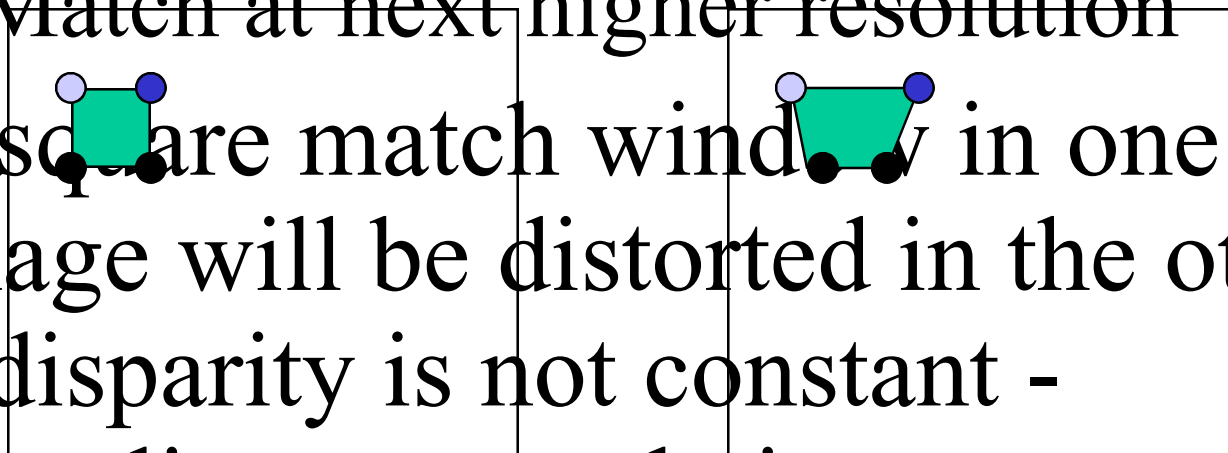 Match at next higher resolution
square match window in one
age will be distorted in the
disparity is not constant -